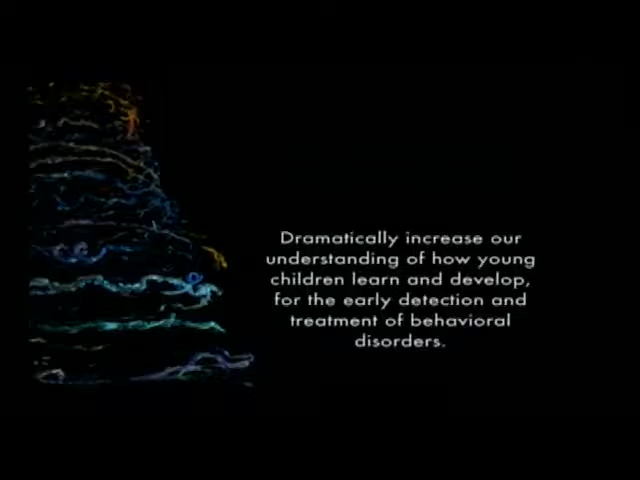 Dramatically increase our
understanding of how young
children learn and develop,
for the early detection and
treatment of behavioral
disorders.